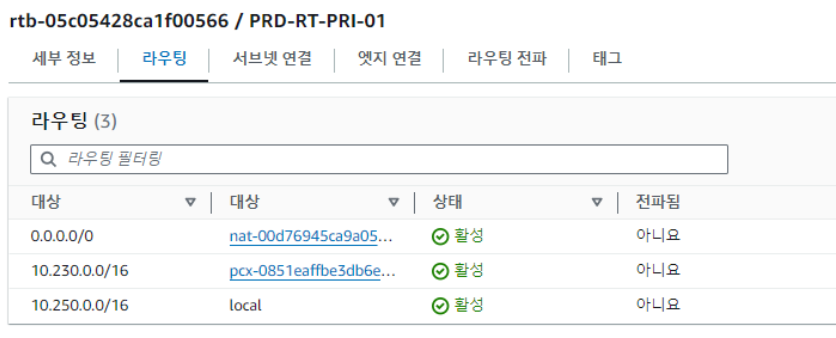 rtb-05c05428ca1f00566 / PRD-RT-PRI-01
세부 정보 라우팅 서브넷 연결 엣지 연결 라우팅 전파 태그
라우팅 (3)
라우팅 필터링
대상 대상 상태 전파됨
0.0.0.0/0 nat-00d76945ca9a05... 활성 아니요
10.230.0.0/16 pcx-0851eaffbe3db6e... 활성 아니요
10.250.0.0/16 local 활성 아니요